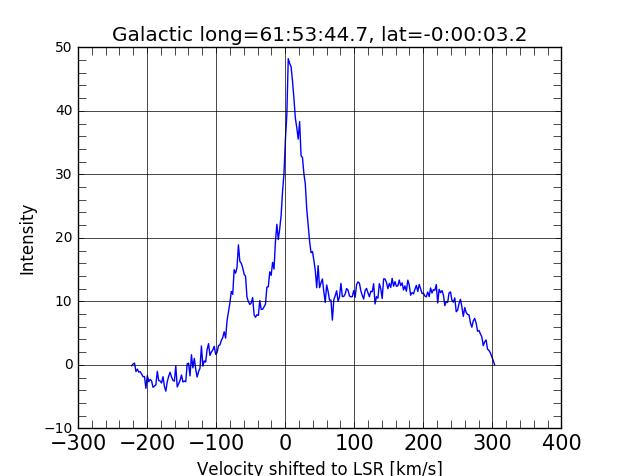 Galactic long=61:53:44.7, lat=-0:00:03.2
50
40
30
20
10
0
−10
Intensity
−300 −200 −100 0 100 200 300 400
Velocity shifted to LSR [km/s]